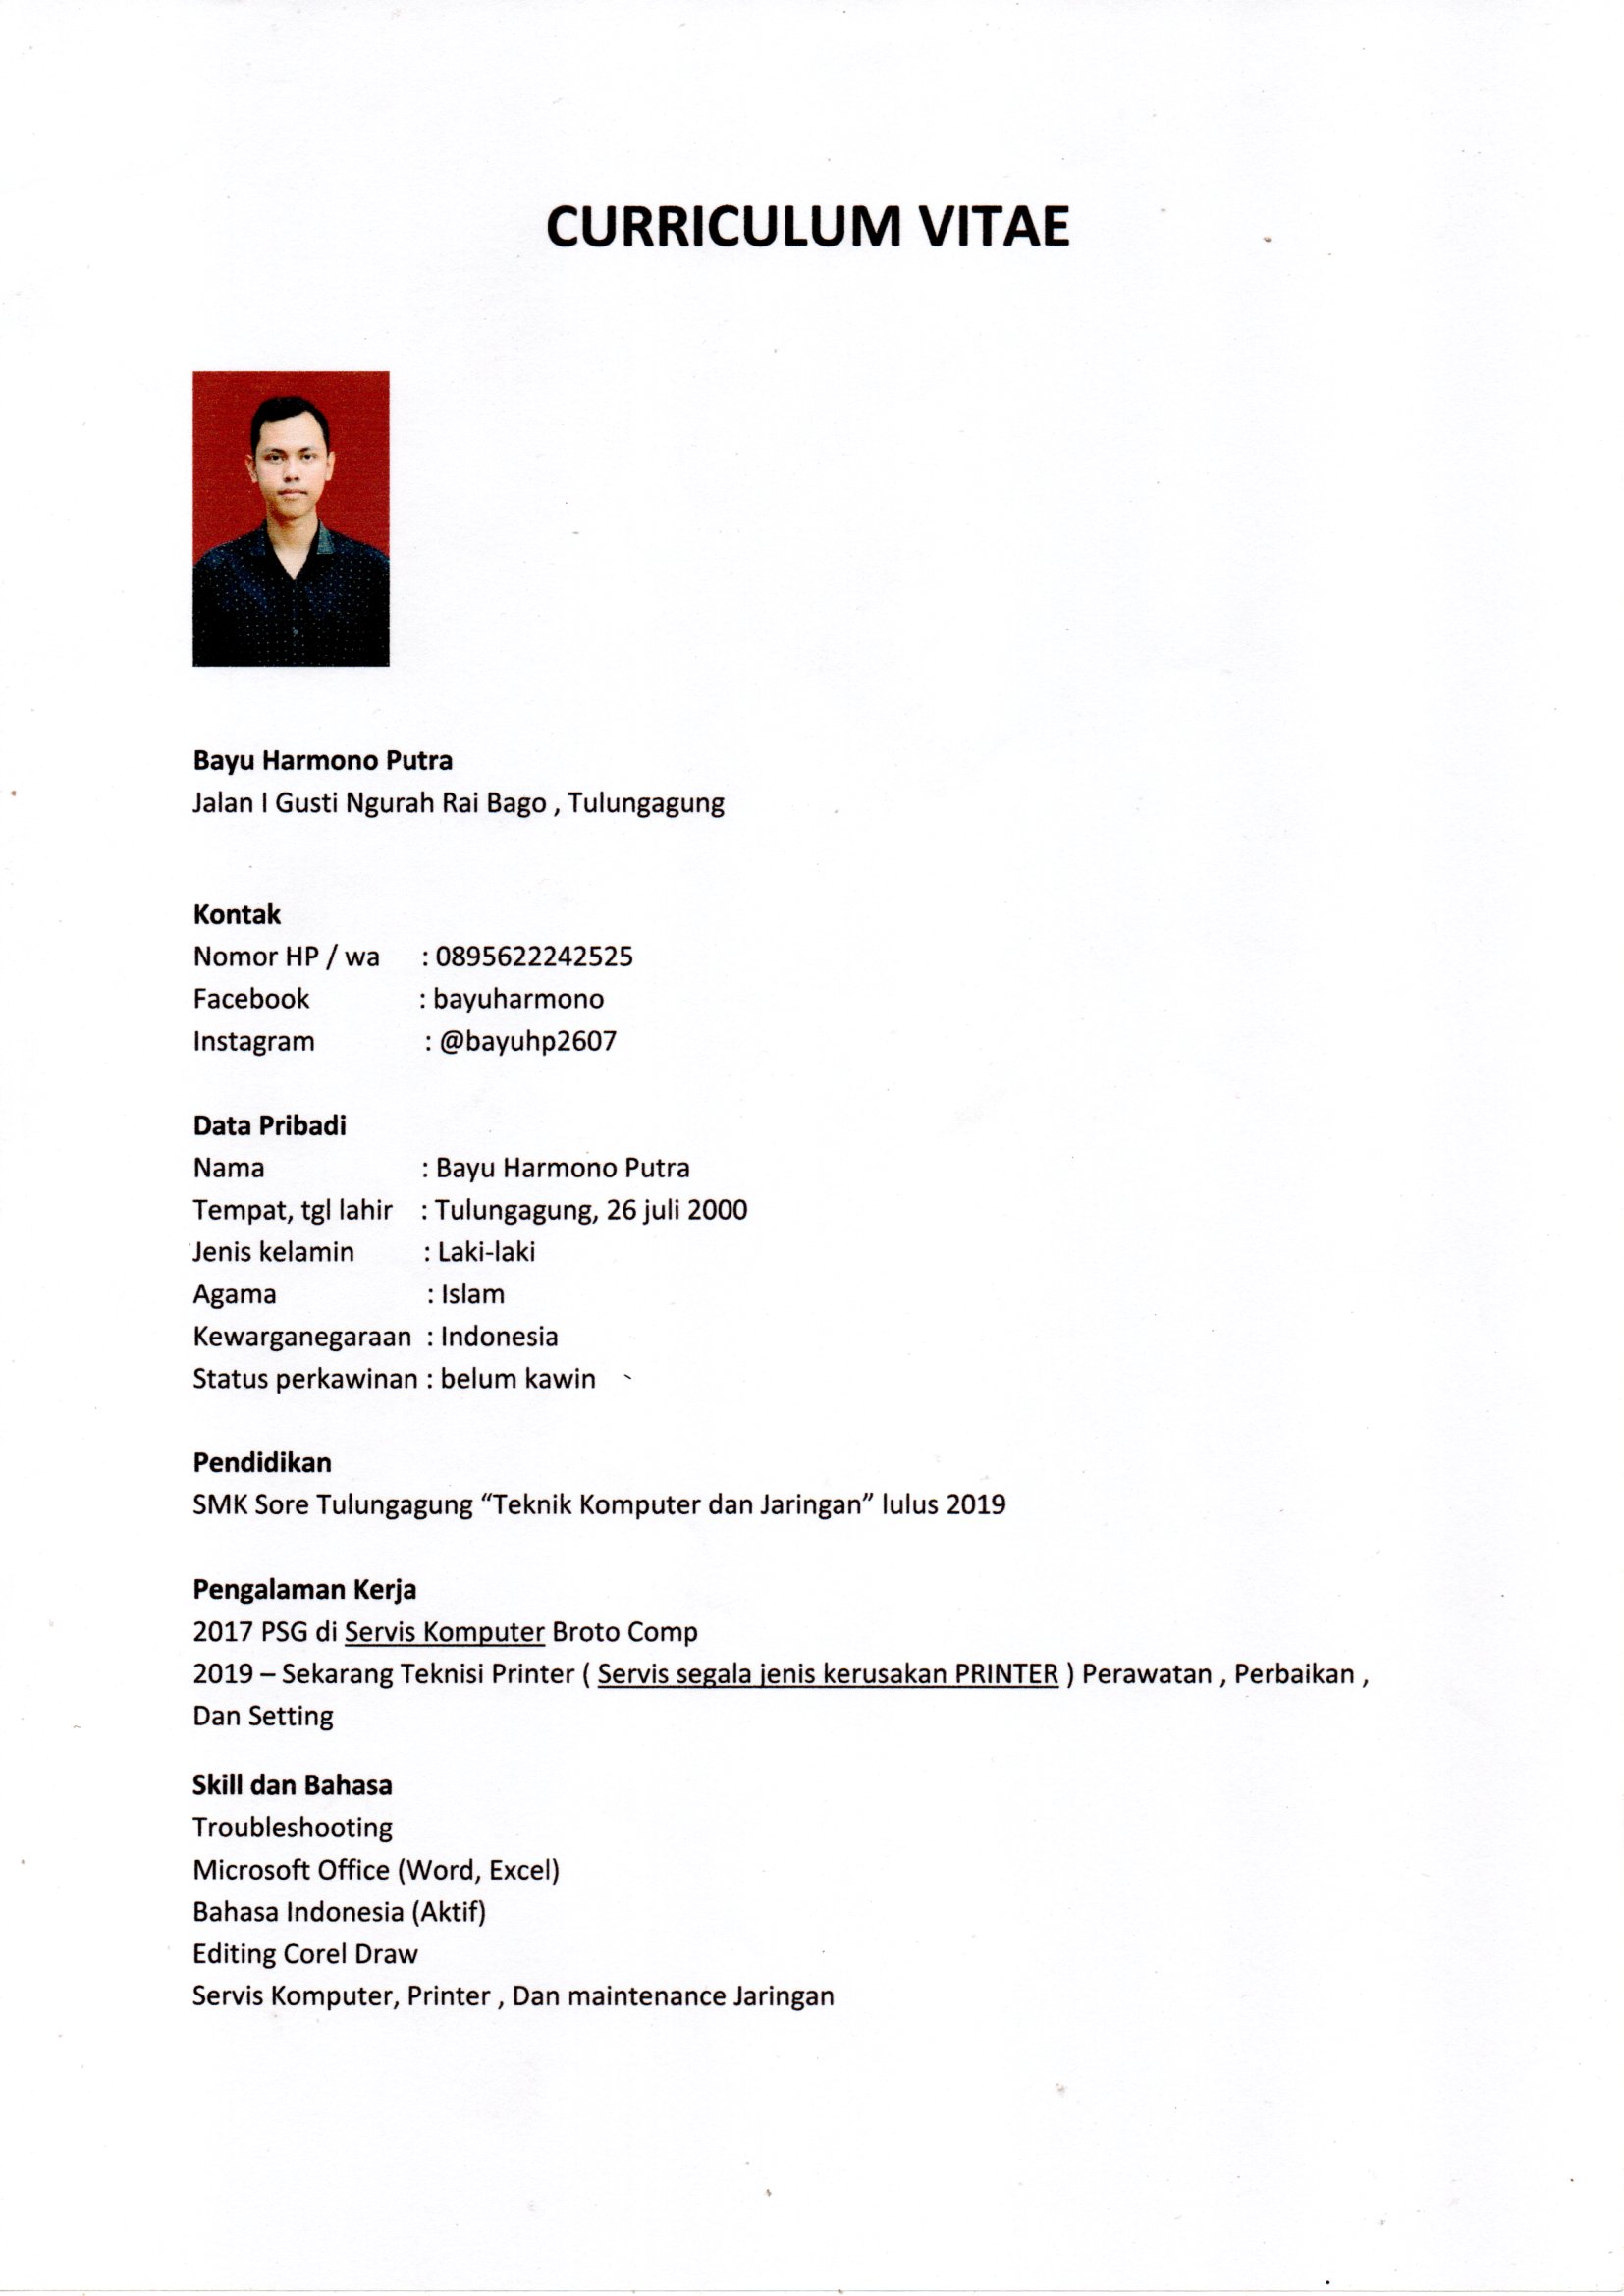 CURRICULUM VITAE
Bayu Harmono Putra
Jalan I Gusti Ngurah Rai Bago , Tulungagung
Kontak
Nomor HP / wa : 0895622242525
Facebook : bayuharmono
Instagram : @bayuhp2607
Data Pribadi
Nama : Bayu Harmono Putra
Tempat, tgl lahir : Tulungagung, 26 juli 2000
Jenis kelamin : Laki-laki
Agama : Islam
Kewarganegaraan : Indonesia
Status perkawinan : belum kawin
Pendidikan
SMK Sore Tulungagung “Teknik Komputer dan Jaringan” lulus 2019
Pengalaman Kerja
2017 PSG di Servis Komputer Broto Comp
2019 – Sekarang Teknisi Printer ( Servis segala jenis kerusakan PRINTER ) Perawatan , Perbaikan ,
Dan Setting
Skill dan Bahasa
Troubleshooting
Microsoft Office (Word, Excel)
Bahasa Indonesia (Aktif)
Editing Corel Draw
Servis Komputer, Printer , Dan maintenance Jaringan